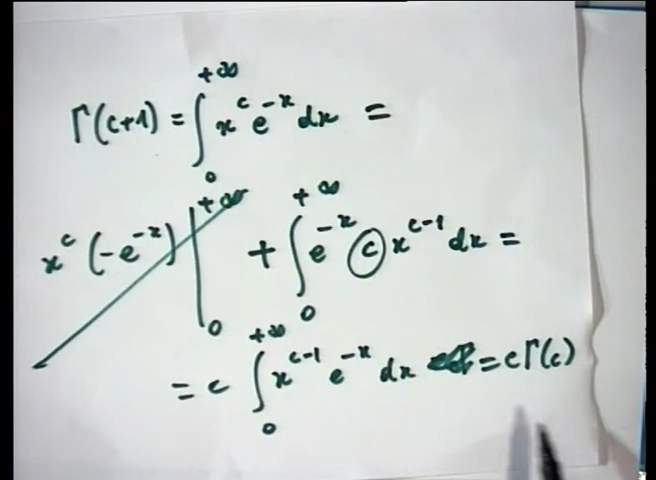 Γ(c+1) = ∫₀^{+∞} x^c e^{-x} dx =
x^c (-e^{-x}) |₀^{+∞} + ∫₀^{+∞} e^{-x} c x^{c-1} dx =
= c ∫₀^{+∞} x^{c-1} e^{-x} dx = cΓ(c)